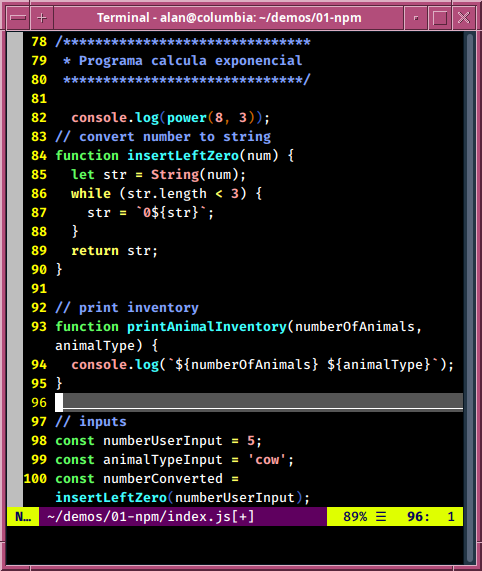 Terminal - alan@columbia: ~/demos/01-npm
78 /*******************************
79  * Programa calcula exponencial
80  ******************************/
81
82   console.log(power(8, 3));
83 // convert number to string
84 function insertLeftZero(num) {
85   let str = String(num);
86   while (str.length < 3) {
87     str = `0${str}`;
88   }
89   return str;
90 }
91
92 // print inventory
93 function printAnimalInventory(numberOfAnimals,
animalType) {
94   console.log(`${numberOfAnimals} ${animalType}`);
95 }
96
97 // inputs
98 const numberUserInput = 5;
99 const animalTypeInput = 'cow';
100 const numberConverted =
insertLeftZero(numberUserInput);
N… ~/demos/01-npm/index.js[+] 89% ☰ 96: 1